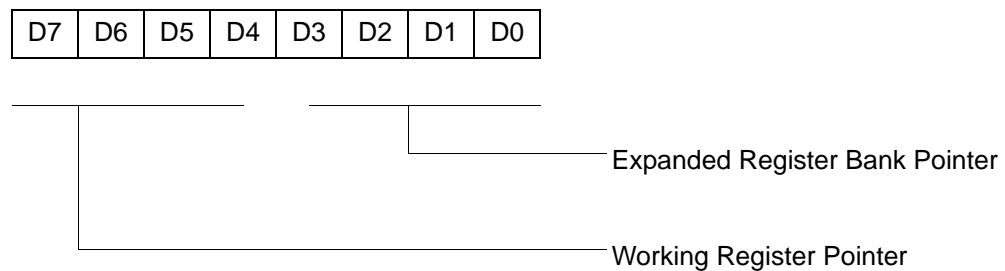 D7 D6 D5 D4 D3 D2 D1 D0
Expanded Register Bank Pointer
Working Register Pointer